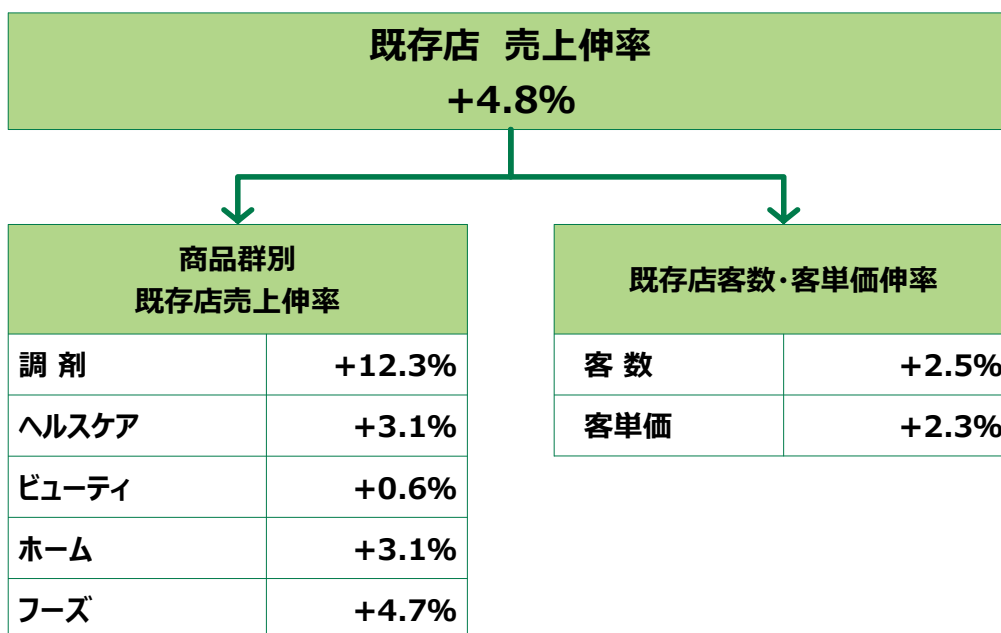 既存店 売上伸率
+4.8%
商品群別
既存店売上伸率
調 剤 +12.3%
ヘルスケア +3.1%
ビューティ +0.6%
ホーム +3.1%
フーズ +4.7%
既存店客数・客単価伸率
客 数 +2.5%
客単価 +2.3%